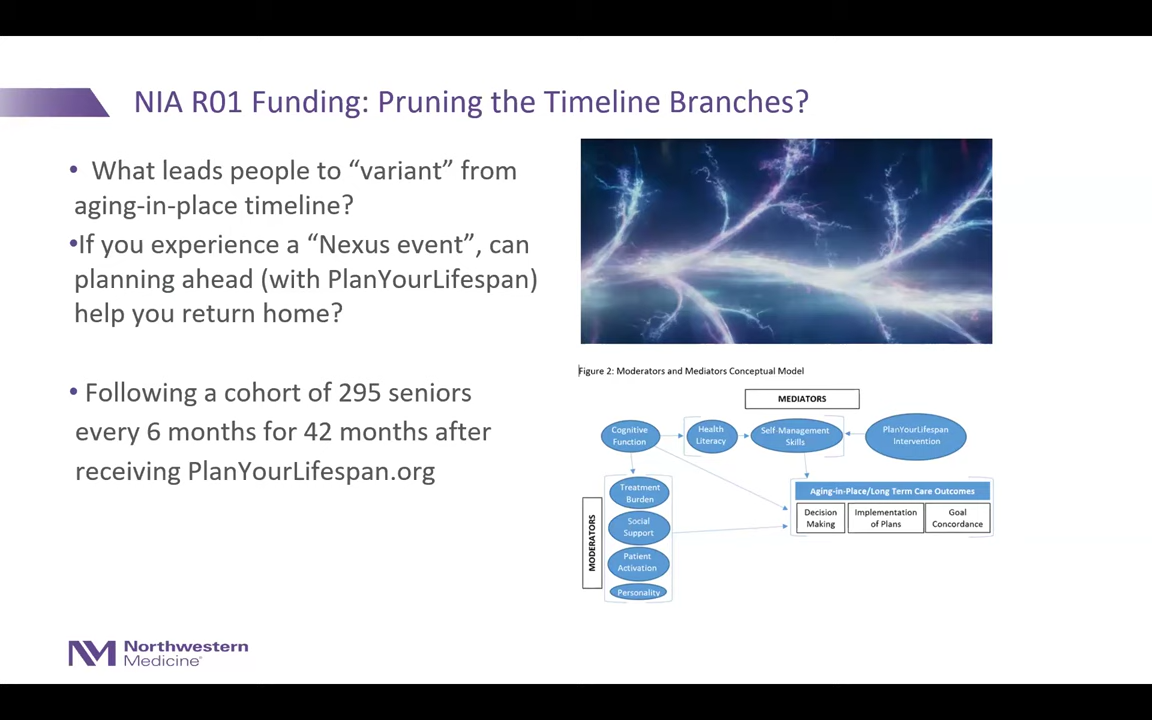 NIA R01 Funding: Pruning the Timeline Branches?
• What leads people to “variant” from
aging-in-place timeline?
•If you experience a “Nexus event”, can
planning ahead (with PlanYourLifespan)
help you return home?
• Following a cohort of 295 seniors
every 6 months for 42 months after
receiving PlanYourLifespan.org
Figure 2: Moderators and Mediators Conceptual Model
MEDIATORS
Cognitive
Function
Health
Literacy
Self-Management
Skills
PlanYourLifespan
Intervention
MODERATORS
Treatment
Burden
Social
Support
Patient
Activation
Personality
Aging-in-Place/Long Term Care Outcomes
Decision
Making
Implementation
of Plans
Goal
Concordance
NM
Northwestern
Medicine®